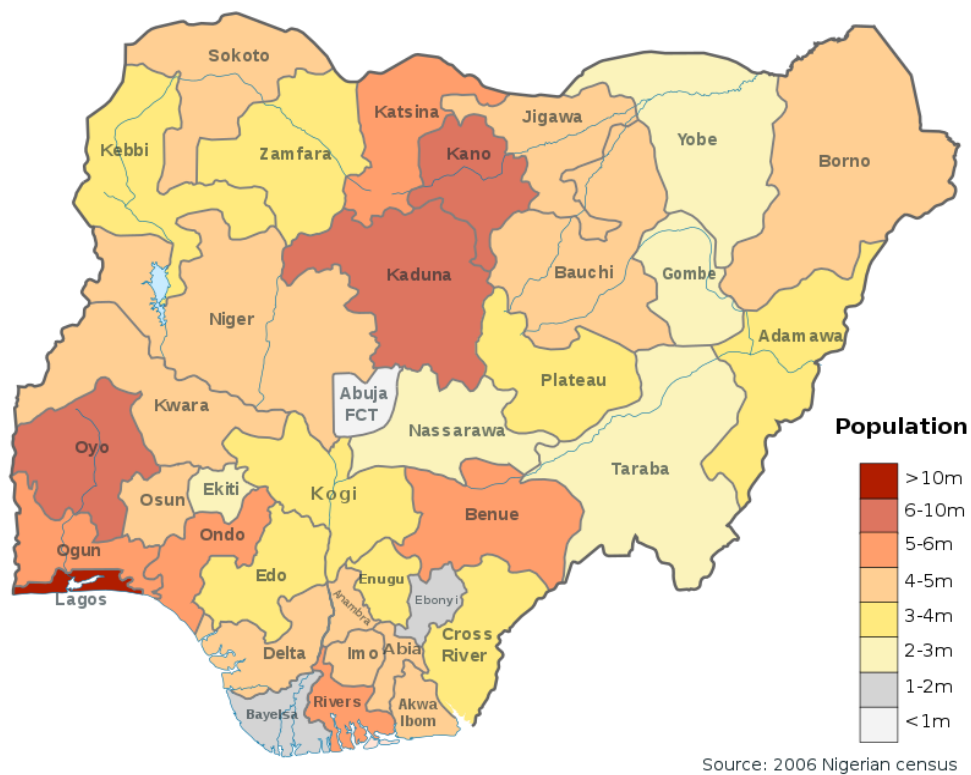 Sokoto
Katsina
Jigawa
Kebbi
Zamfara
Kano
Yobe
Borno
Kaduna
Bauchi
Gombe
Niger
Adamawa
Plateau
Abuja
FCT
Kwara
Nassarawa
Oyo
Taraba
Osun
Ekiti
Kogi
Benue
Ogun
Ondo
Edo
Enugu
Lagos
Anambra
Ebonyi
Cross
River
Delta
Imo
Abia
Bayelsa
Rivers
Akwa
Ibom
Population
>10m
6-10m
5-6m
4-5m
3-4m
2-3m
1-2m
<1m
Source: 2006 Nigerian census